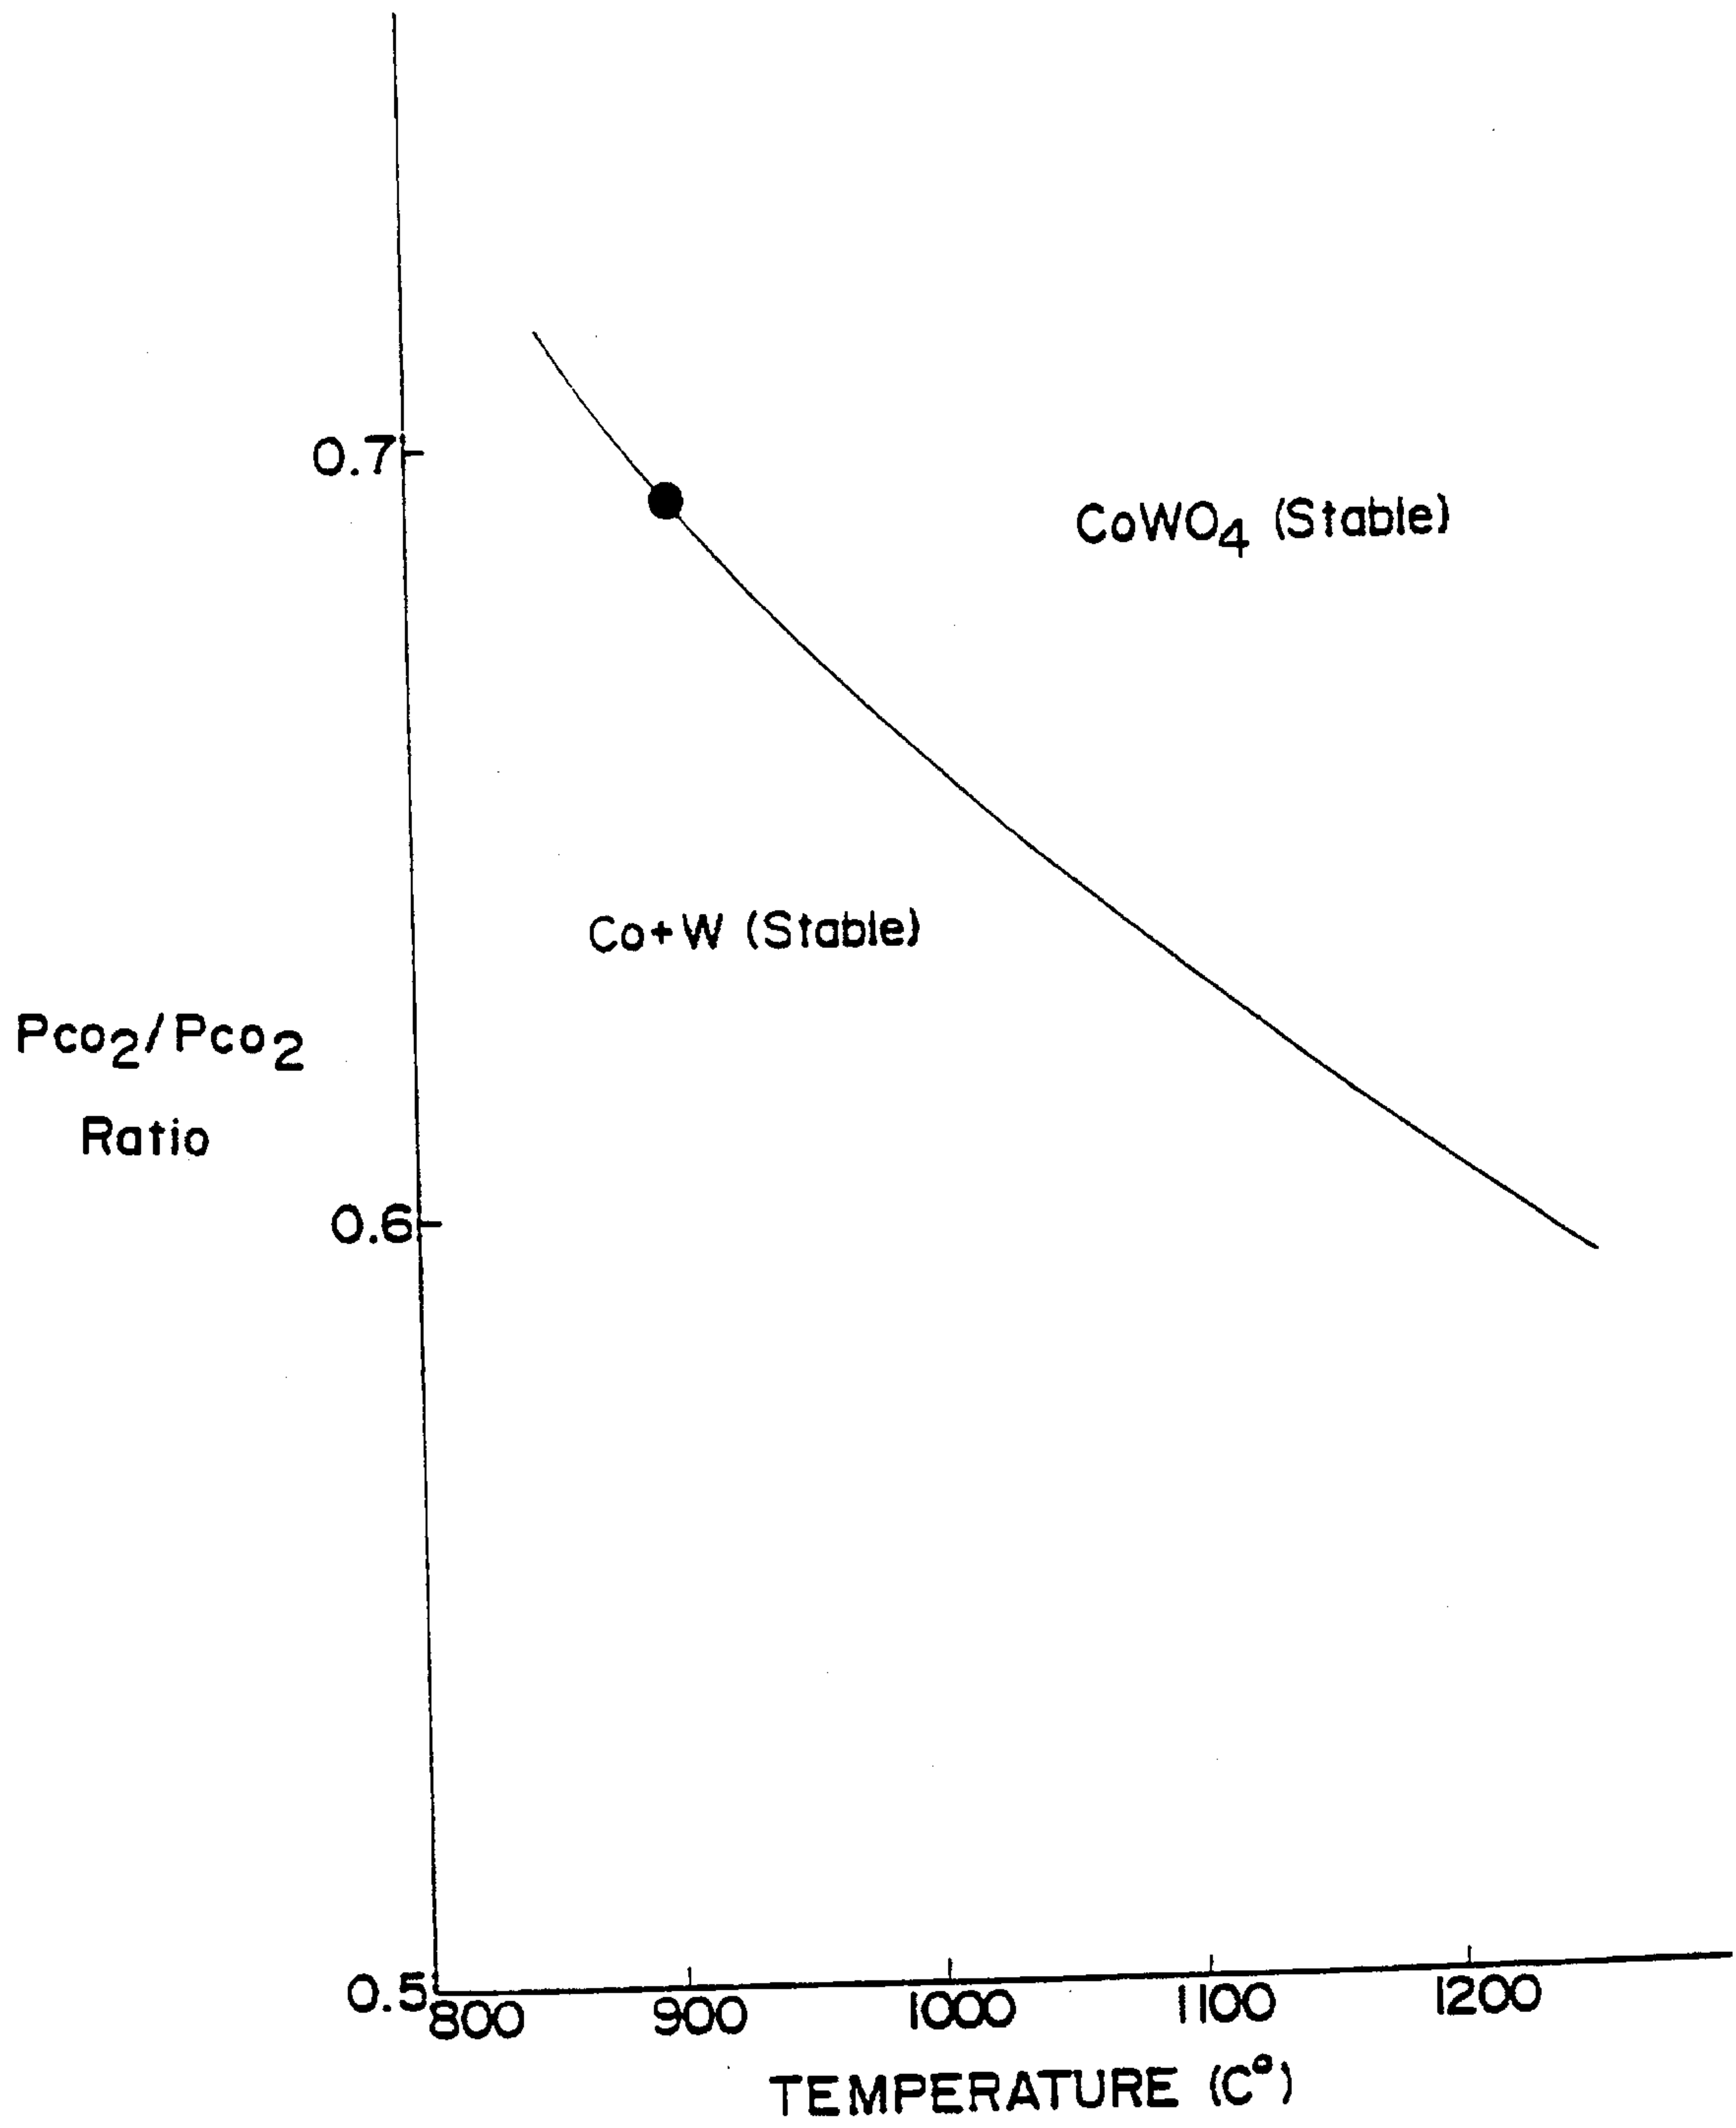 0.7
CoWO₄ (Stable)
Co+W (Stable)
Pco₂/Pco₂
Ratio
0.6
0.5
800 900 1000 1100 1200
TEMPERATURE (C°)